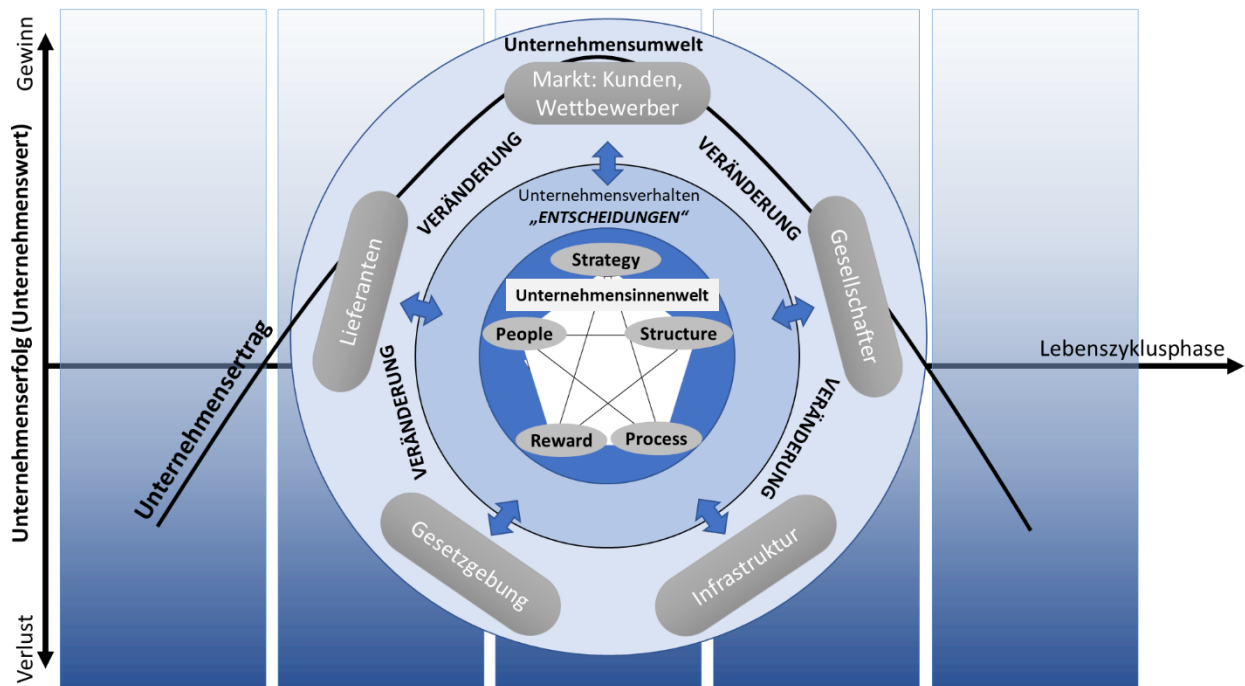 Gewinn
Unternehmenserfolg (Unternehmenswert)
Verlust
Unternehmensertrag
Lebenszyklusphase
Unternehmensumwelt
Markt: Kunden,
Wettbewerber
VERÄNDERUNG
VERÄNDERUNG
Lieferanten
Gesellschafter
Unternehmensverhalten
„ENTSCHEIDUNGEN“
Strategy
Unternehmensinnenwelt
People
Structure
Reward
Process
VERÄNDERUNG
VERÄNDERUNG
Gesetzgebung
Infrastruktur